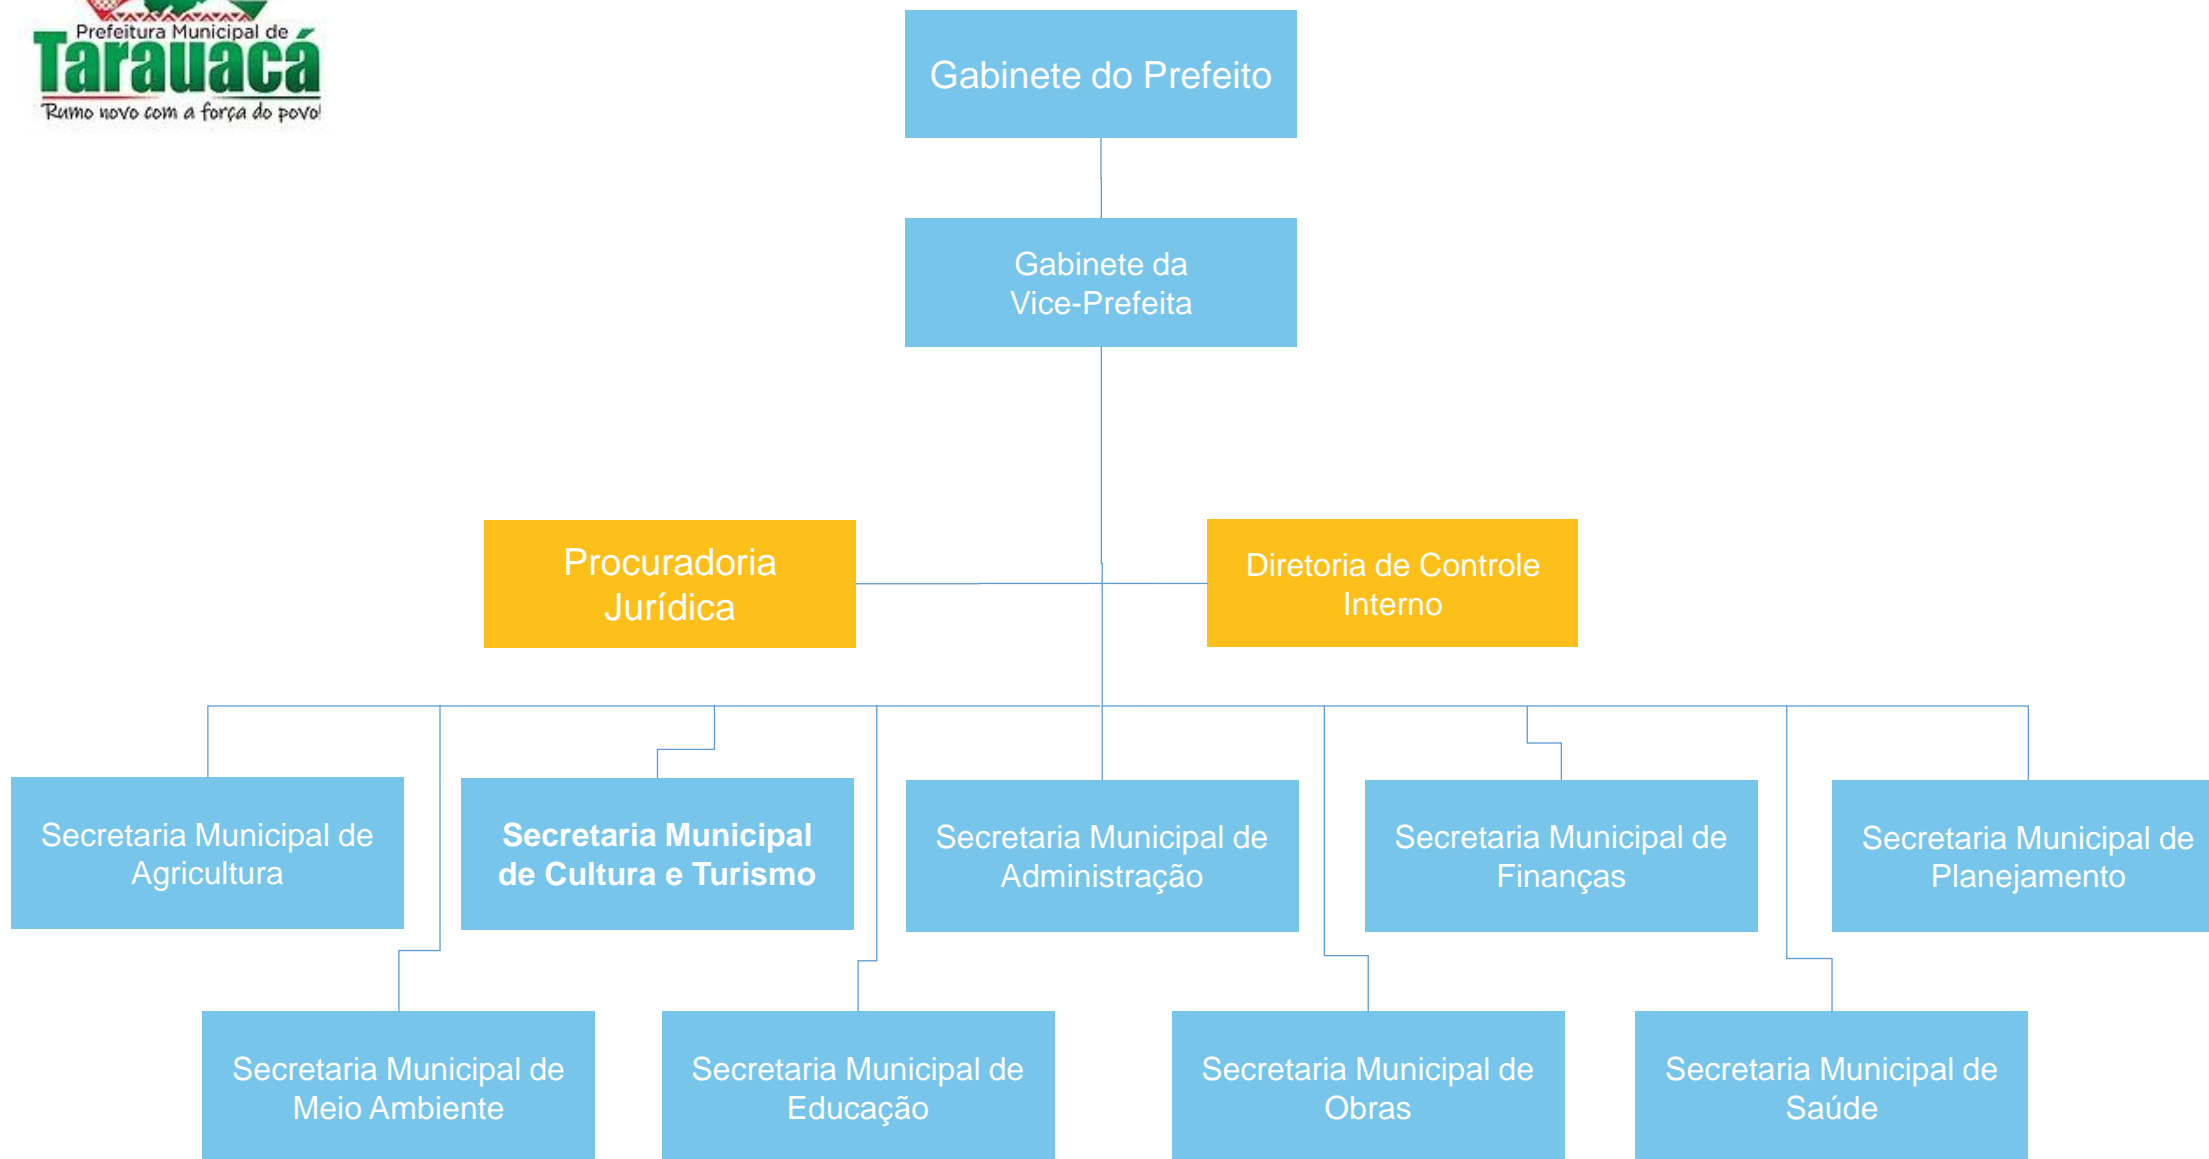 Prefeitura Municipal de
Tarauacá
Rumo novo com a força do povo!
Gabinete do Prefeito
Gabinete da
Vice-Prefeita
Procuradoria
Jurídica
Diretoria de Controle
Interno
Secretaria Municipal de
Agricultura
Secretaria Municipal
de Cultura e Turismo
Secretaria Municipal de
Administração
Secretaria Municipal de
Finanças
Secretaria Municipal de
Planejamento
Secretaria Municipal de
Meio Ambiente
Secretaria Municipal de
Educação
Secretaria Municipal de
Obras
Secretaria Municipal de
Saúde